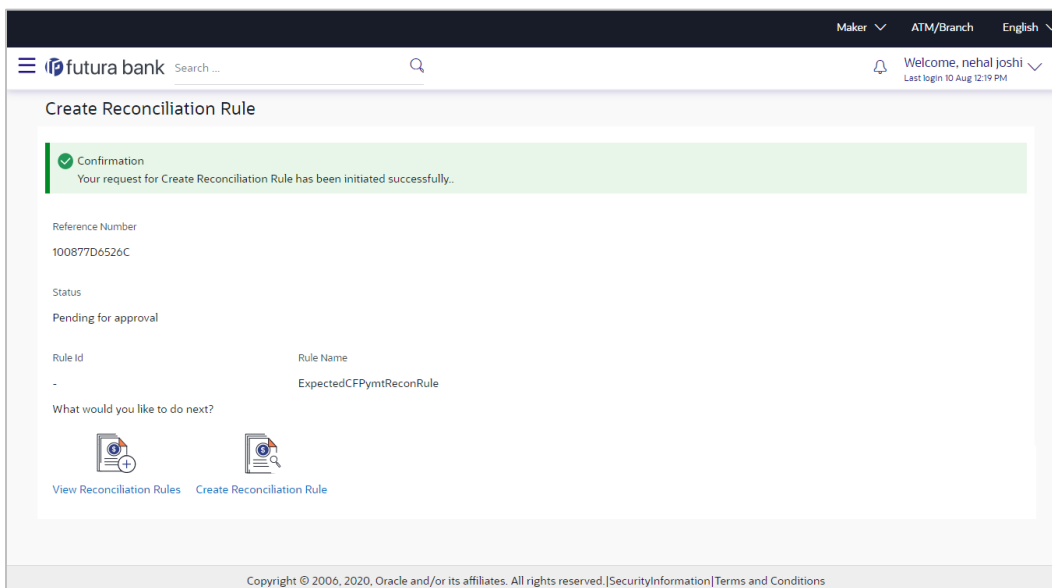 Maker ATM/Branch English
futura bank Search ... Welcome, nehal joshi
Last login 10 Aug 12:19 PM
Create Reconciliation Rule
Confirmation
Your request for Create Reconciliation Rule has been initiated successfully..
Reference Number
100877D6526C
Status
Pending for approval
Rule Id Rule Name
- ExpectedCFPymtReconRule
What would you like to do next?
View Reconciliation Rules Create Reconciliation Rule
Copyright © 2006, 2020, Oracle and/or its affiliates. All rights reserved.|SecurityInformation|Terms and Conditions